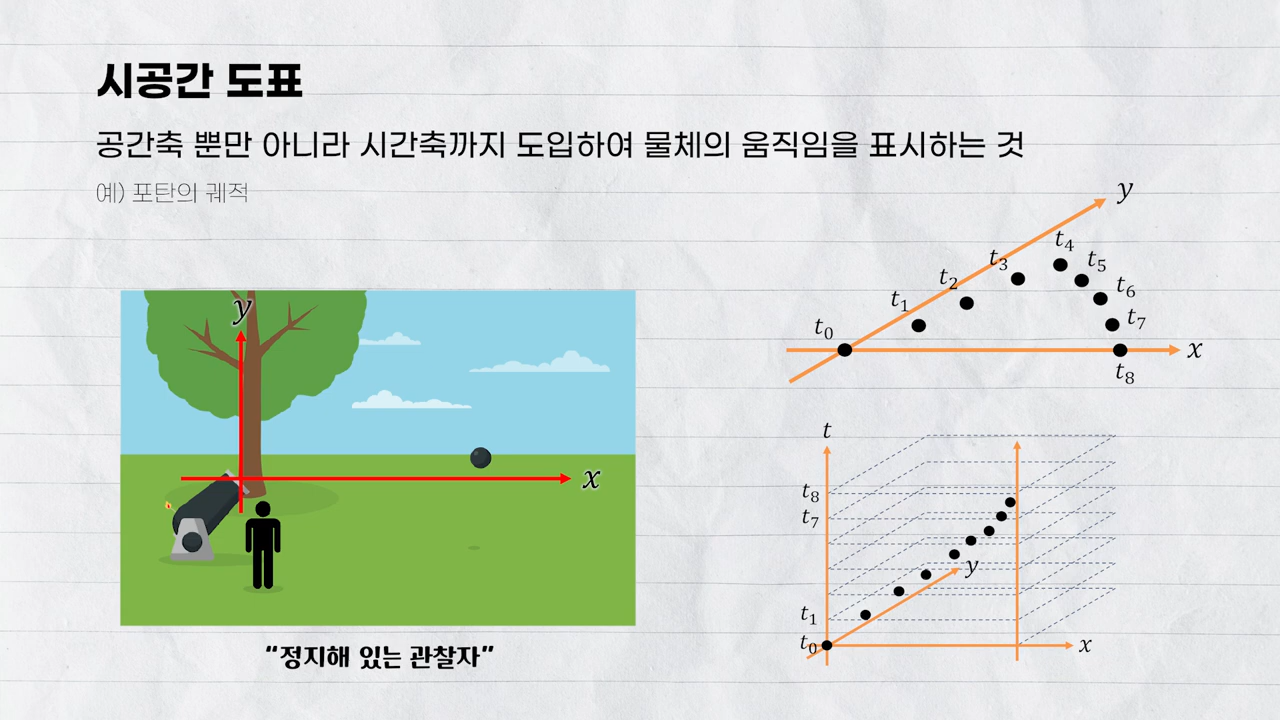 시공간 도표
공간축 뿐만 아니라 시간축까지 도입하여 물체의 움직임을 표시하는 것
예) 포탄의 궤적
y
x
“정지해 있는 관찰자”
y
t₄
t₃
t₅
t₂
t₆
t₁
t₇
t₀
x
t₈
t
t₈
t₇
y
t₁
t₀
x